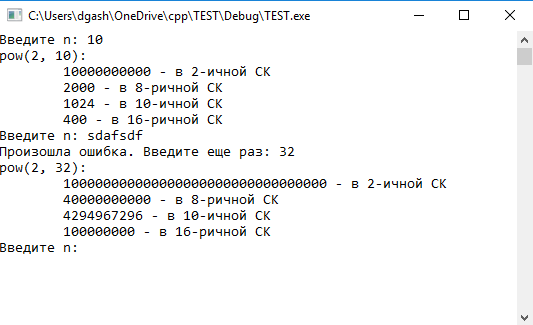 C:\Users\dgash\OneDrive\cpp\TEST\Debug\TEST.exe
Введите n: 10
pow(2, 10):
10000000000 - в 2-ичной СК
2000 - в 8-ричной СК
1024 - в 10-ичной СК
400 - в 16-ричной СК
Введите n: sdafsdf
Произошла ошибка. Введите еще раз: 32
pow(2, 32):
100000000000000000000000000000000 - в 2-ичной СК
40000000000 - в 8-ричной СК
4294967296 - в 10-ичной СК
100000000 - в 16-ричной СК
Введите n: